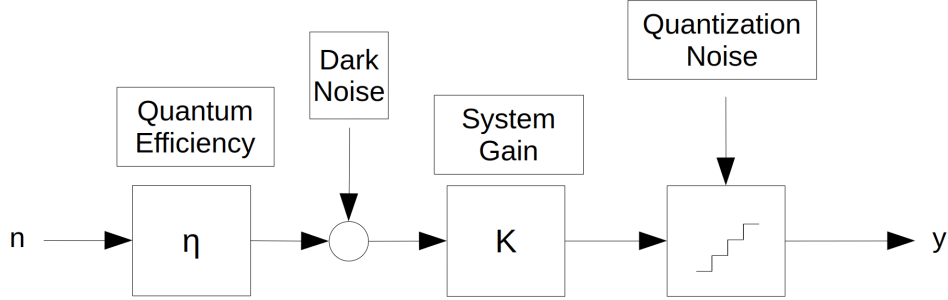 Quantization
Noise
Dark
Noise
Quantum
Efficiency
System
Gain
n
η
K
y